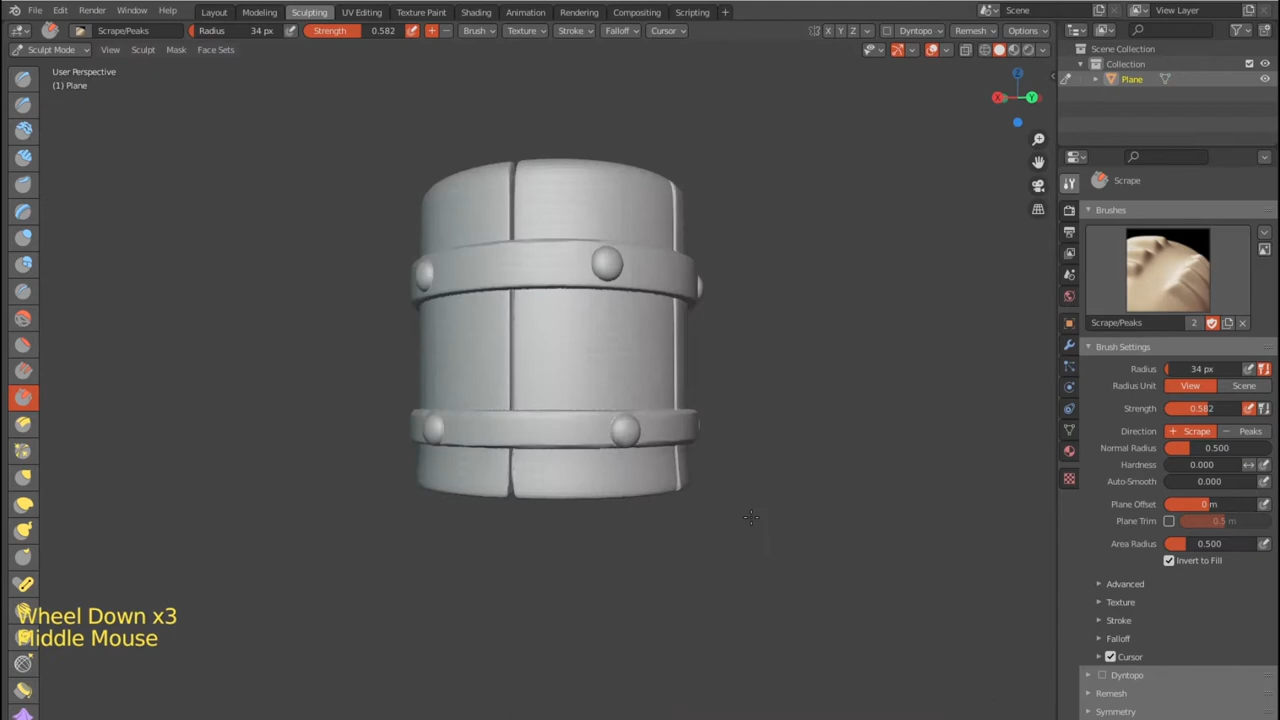 File Edit Render Window Help Layout Modeling Sculpting UV Editing Texture Paint Shading Animation Rendering Compositing Scripting + Scene View Layer
Scrape/Peaks Radius 34 px Strength 0.582 + − Brush Texture Stroke Falloff Cursor X Y Z Dyntopo Remesh Options
Sculpt Mode View Sculpt Mask Face Sets
Scene Collection
Collection
Plane
User Perspective
(1) Plane
Z
X Y
Scrape
Brushes
Scrape/Peaks 2
Brush Settings
Radius 34 px
Radius Unit View Scene
Strength 0.582
Direction + Scrape − Peaks
Normal Radius 0.500
Hardness 0.000
Auto-Smooth 0.000
Plane Offset 0 m
Plane Trim 0.5 m
Area Radius 0.500
Invert to Fill
Advanced
Texture
Stroke
Falloff
Cursor
Dyntopo
Remesh
Symmetry
Wheel Down x3
Middle Mouse